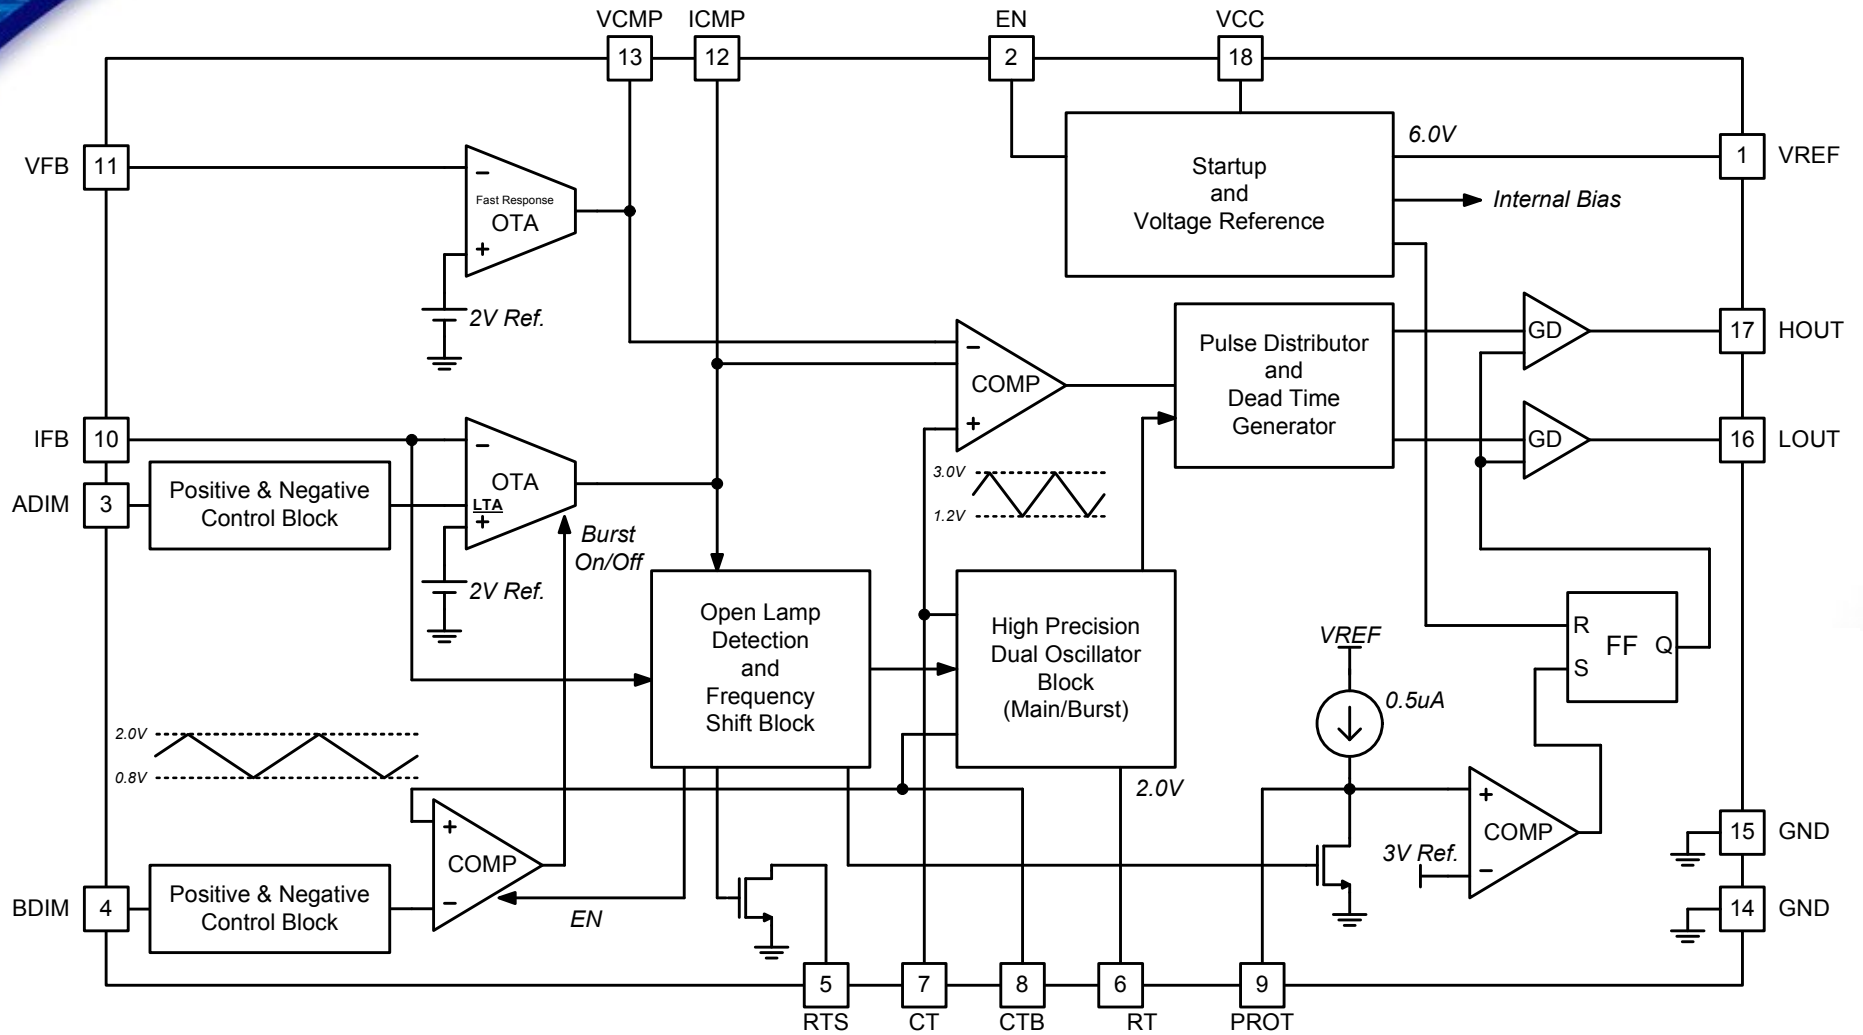 VCMP
ICMP
EN
VCC
13
12
2
18
VFB
11
−
Fast Response
OTA
+
2V Ref.
Startup
and
Voltage Reference
6.0V
1
VREF
Internal Bias
IFB
10
−
OTA
LTA
+
2V Ref.
ADIM
3
Positive & Negative
Control Block
Burst
On/Off
−
COMP
+
3.0V
1.2V
Pulse Distributor
and
Dead Time
Generator
GD
17
HOUT
GD
16
LOUT
Open Lamp
Detection
and
Frequency
Shift Block
High Precision
Dual Oscillator
Block
(Main/Burst)
2.0V
VREF
0.5uA
R
S
FF
Q
2.0V
0.8V
+
COMP
−
EN
BDIM
4
Positive & Negative
Control Block
+
COMP
−
3V Ref.
15
GND
14
GND
5
7
8
6
9
RTS
CT
CTB
RT
PROT